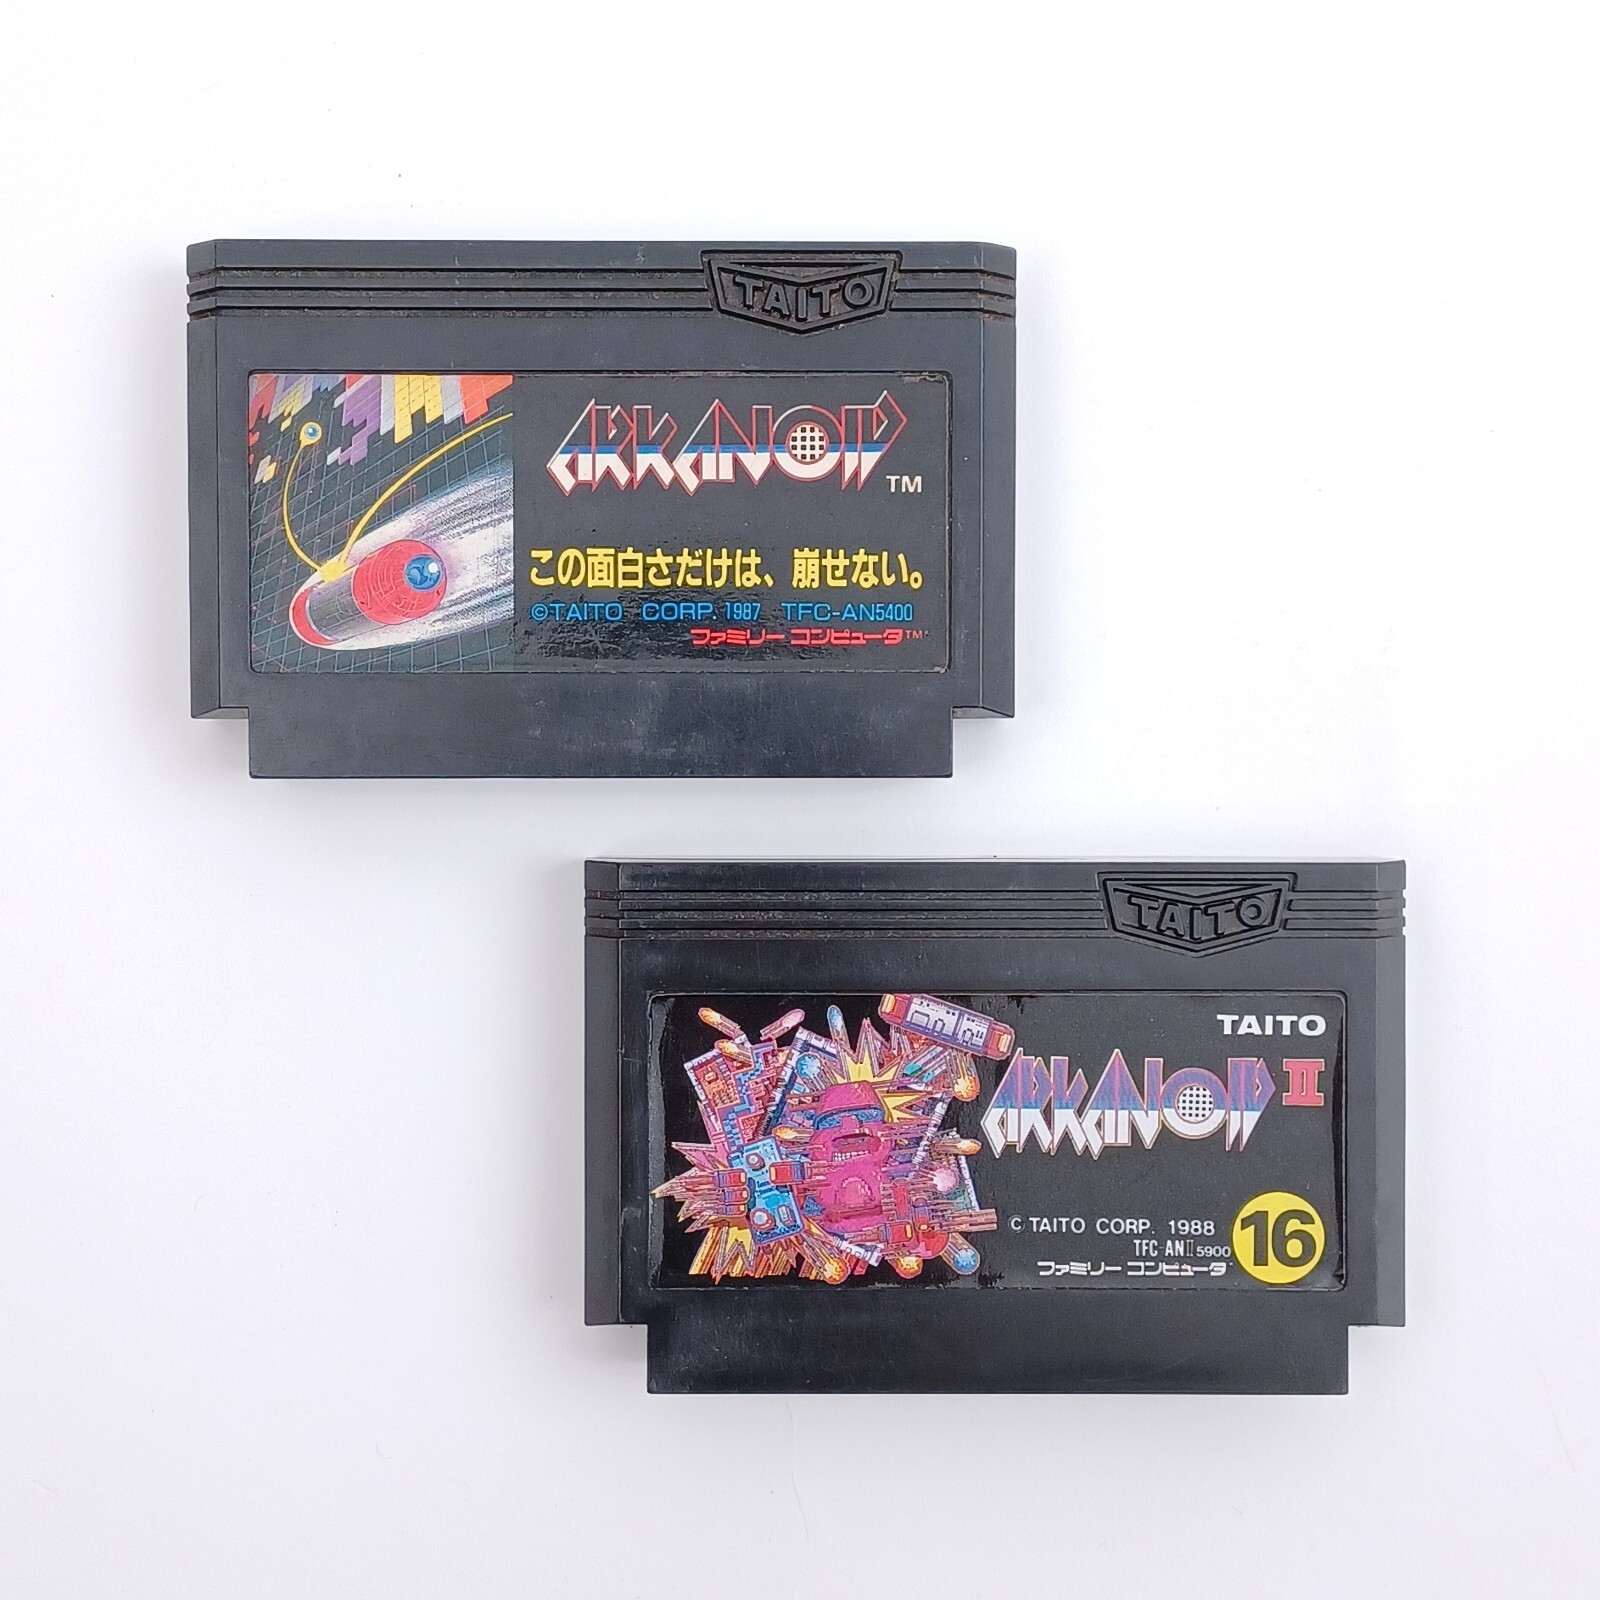 TAITO
ARKANOID
TM
この面白さだけは、崩せない。
©TAITO CORP. 1987 TFC-AN5400
ファミリーコンピュータTM
TAITO
TAITO
ARKANOID II
© TAITO CORP. 1988
TFC-ANII 5900
ファミリーコンピュータ
16